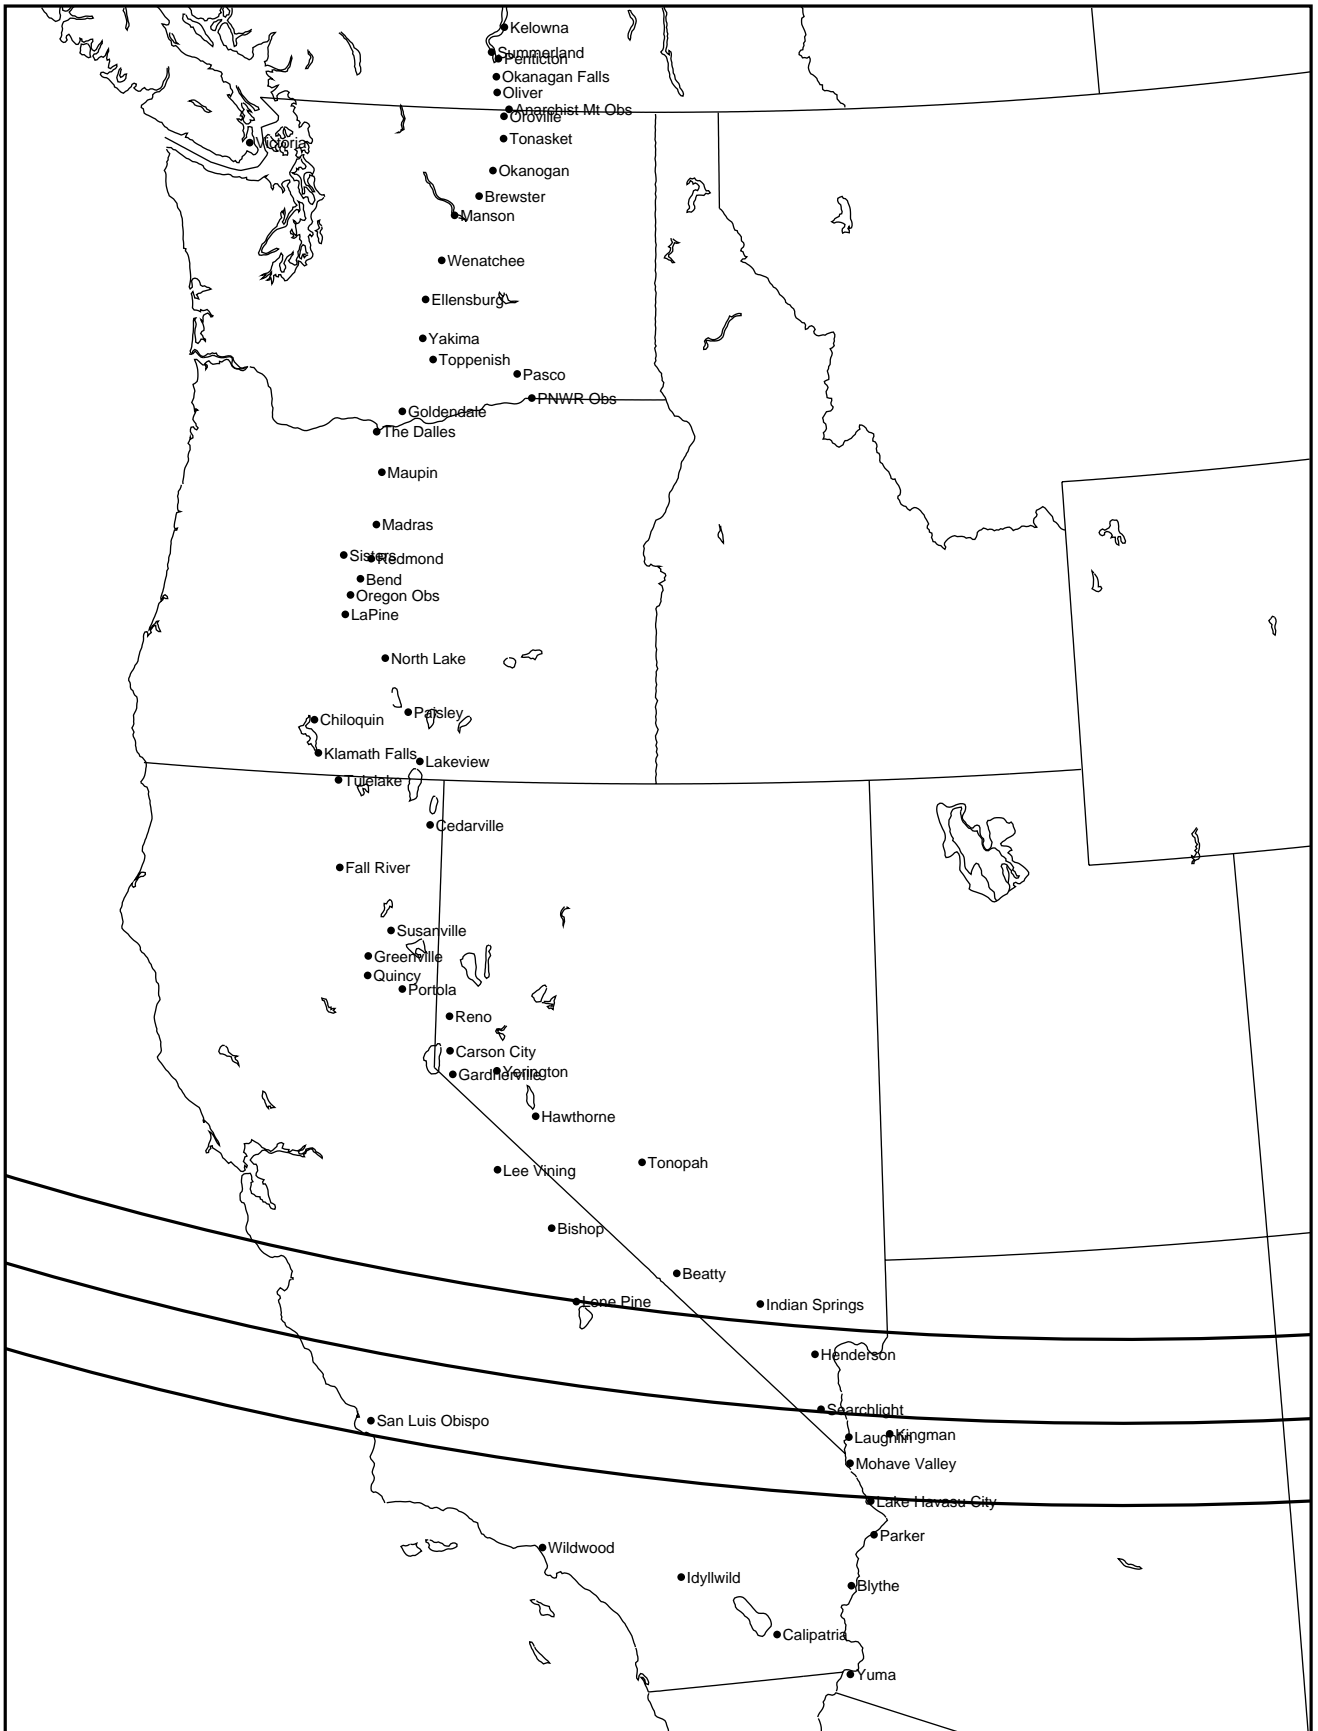 Kelowna
Summerland
Penticton
Okanagan Falls
Oliver
Anarchist Mt Obs
Oroville
Tonasket
Victoria
Okanogan
Brewster
Manson
Wenatchee
Ellensburg
Yakima
Toppenish
Pasco
PNWR Obs
Goldendale
The Dalles
Maupin
Madras
Sisters
Redmond
Bend
Oregon Obs
LaPine
North Lake
Paisley
Chiloquin
Klamath Falls
Lakeview
Tulelake
Cedarville
Fall River
Susanville
Greenville
Quincy
Portola
Reno
Carson City
Yerington
Gardnerville
Hawthorne
Tonopah
Lee Vining
Bishop
Beatty
Lone Pine
Indian Springs
Henderson
Searchlight
San Luis Obispo
Kingman
Laughlin
Mohave Valley
Lake Havasu City
Parker
Wildwood
Idyllwild
Blythe
Calipatria
Yuma